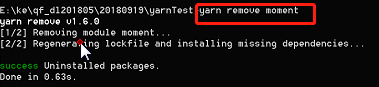 E:\ke\qf_d1201805\20180919\yarnTest>yarn remove moment
yarn remove v1.6.0
[1/2] Removing module moment...
[2/2] Regenerating lockfile and installing missing dependencies...
success Uninstalled packages.
Done in 0.63s.